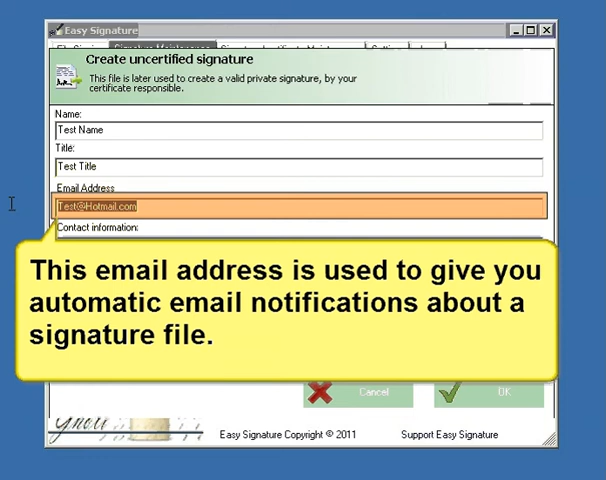 Easy Signature
Create uncertified signature
This file is later used to create a valid private signature, by your
certificate responsible.
Name:
Test Name
Title:
Test Title
Email Address
Test@Hotmail.com
Contact information:
This email address is used to give you
automatic email notifications about a
signature file.
Cancel
OK
Easy Signature Copyright © 2011
Support Easy Signature